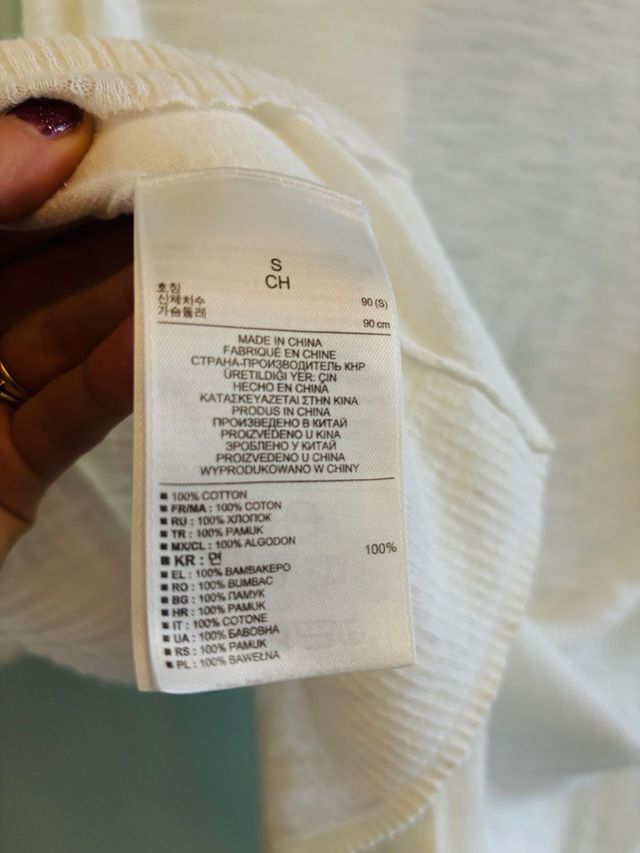 S
CH
호칭
신체치수 90 (S)
가슴둘레 90 cm
MADE IN CHINA
FABRIQUÉ EN CHINE
СТРАНА-ПРОИЗВОДИТЕЛЬ КНР
ÜRETILDIĞI YER: ÇIN
HECHO EN CHINA
ΚΑΤΑΣΚΕΥΑΖΕΤΑΙ ΣΤΗΝ ΚΙΝΑ
PRODUS IN CHINA
ПРОИЗВЕДЕНО В КИТАЙ
PROIZVEDENO U KINA
ЗРОБЛЕНО У КИТАЙ
PROIZVEDENO U CHINA
WYPRODUKOWANO W CHINY
■ 100% COTTON
■ FR/MA : 100% COTON
■ RU : 100% ХЛОПОК
■ TR : 100% PAMUK
■ MX/CL : 100% ALGODON
■ KR : 면 100%
■ EL : 100% ΒΑΜΒΑΚΕΡΟ
■ RO : 100% BUMBAC
■ BG : 100% ПАМУК
■ HR : 100% PAMUK
■ IT : 100% COTONE
■ UA : 100% БАВОВНА
■ RS : 100% PAMUK
■ PL : 100% BAWEŁNA